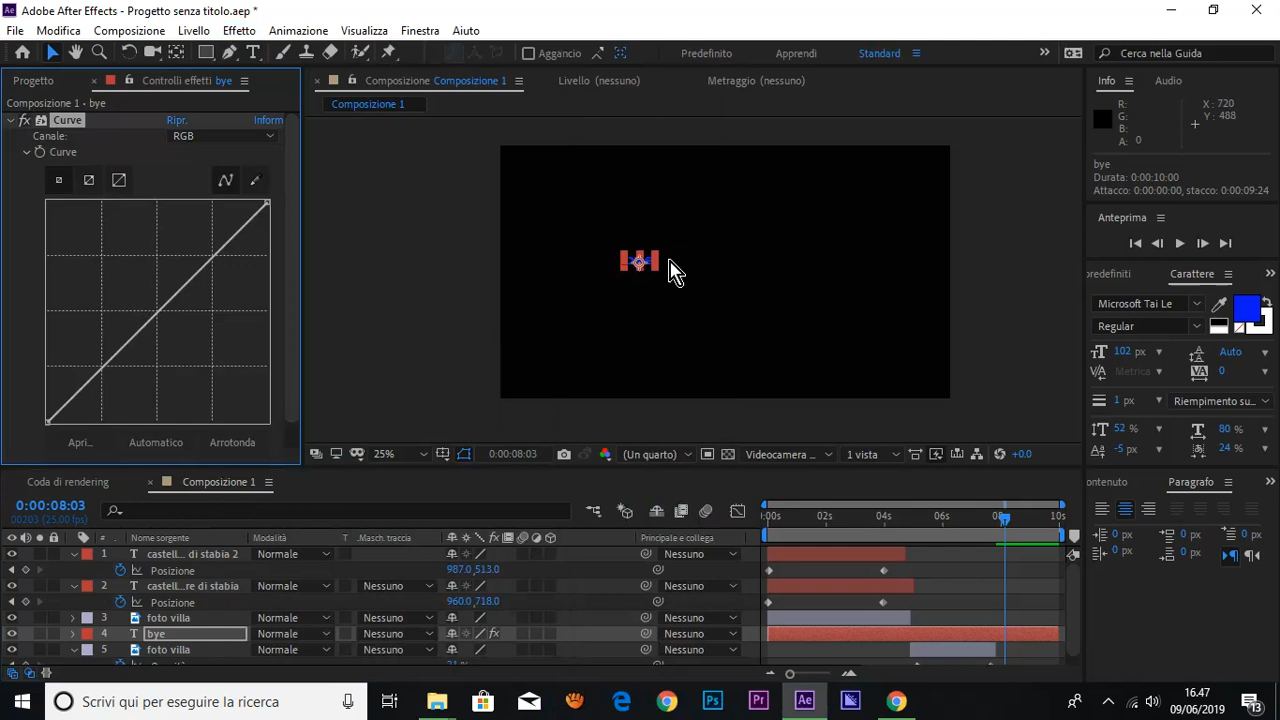 Adobe After Effects - Progetto senza titolo.aep *
File Modifica Composizione Livello Effetto Animazione Visualizza Finestra Aiuto
Aggancio Predefinito Apprendi Standard Cerca nella Guida
Progetto Controlli effetti bye
Composizione Composizione 1 Livello (nessuno) Metraggio (nessuno)
Info Audio
Composizione 1 - bye
Composizione 1
fx Curve Ripr. Inform
Canale: RGB
Curve
Apri... Automatico Arrotonda
R:
G:
B:
A: 0
X : 720
Y : 488
bye
Durata: 0:00:10:00
Attacco: 0:00:00:00, stacco: 0:00:09:24
Anteprima
predefiniti Carattere
Microsoft Tai Le
Regular
102 px Auto
Metrica 0
1 px Riempimento su...
52 % 80 %
-5 px 24 %
25% 0:00:08:03 (Un quarto) Videocamera ... 1 vista +0.0
Coda di rendering Composizione 1
contenuto Paragrafo
0 px 0 px 0 px
0 px 0 px
0:00:08:03
00203 (25.00 fps)
# Nome sorgente Modalità T .Masch. traccia Principale e collega
:00s 02s 04s 06s 08s 10s
1 T castell... di stabia 2 Normale Nessuno
Posizione 987.0,513.0
2 T castell...re di stabia Normale Nessuno Nessuno
Posizione 960.0,718.0
3 foto villa Normale Nessuno Nessuno
4 T bye Normale Nessuno Nessuno
5 foto villa Normale Nessuno Nessuno
Scrivi qui per eseguire la ricerca
16.47
09/06/2019
13